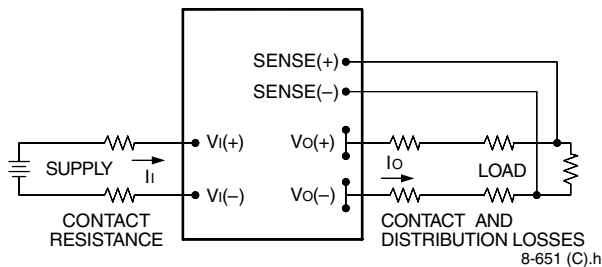 SENSE(+)
SENSE(–)
VI(+)
VO(+)
IO
SUPPLY
II
LOAD
VI(–)
VO(–)
CONTACT
RESISTANCE
CONTACT AND
DISTRIBUTION LOSSES
8-651 (C).h